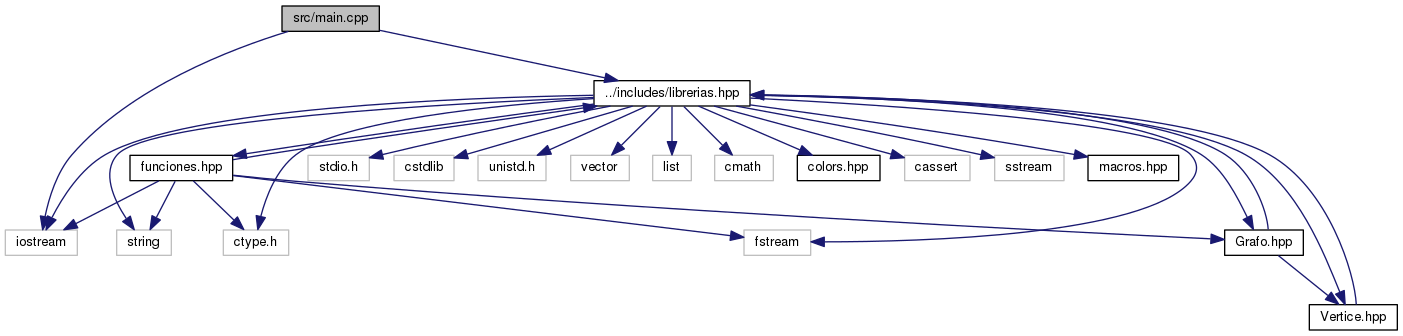 src/main.cpp
../includes/librerias.hpp
funciones.hpp
stdio.h
cstdlib
unistd.h
vector
list
cmath
colors.hpp
cassert
sstream
macros.hpp
iostream
string
ctype.h
fstream
Grafo.hpp
Vertice.hpp